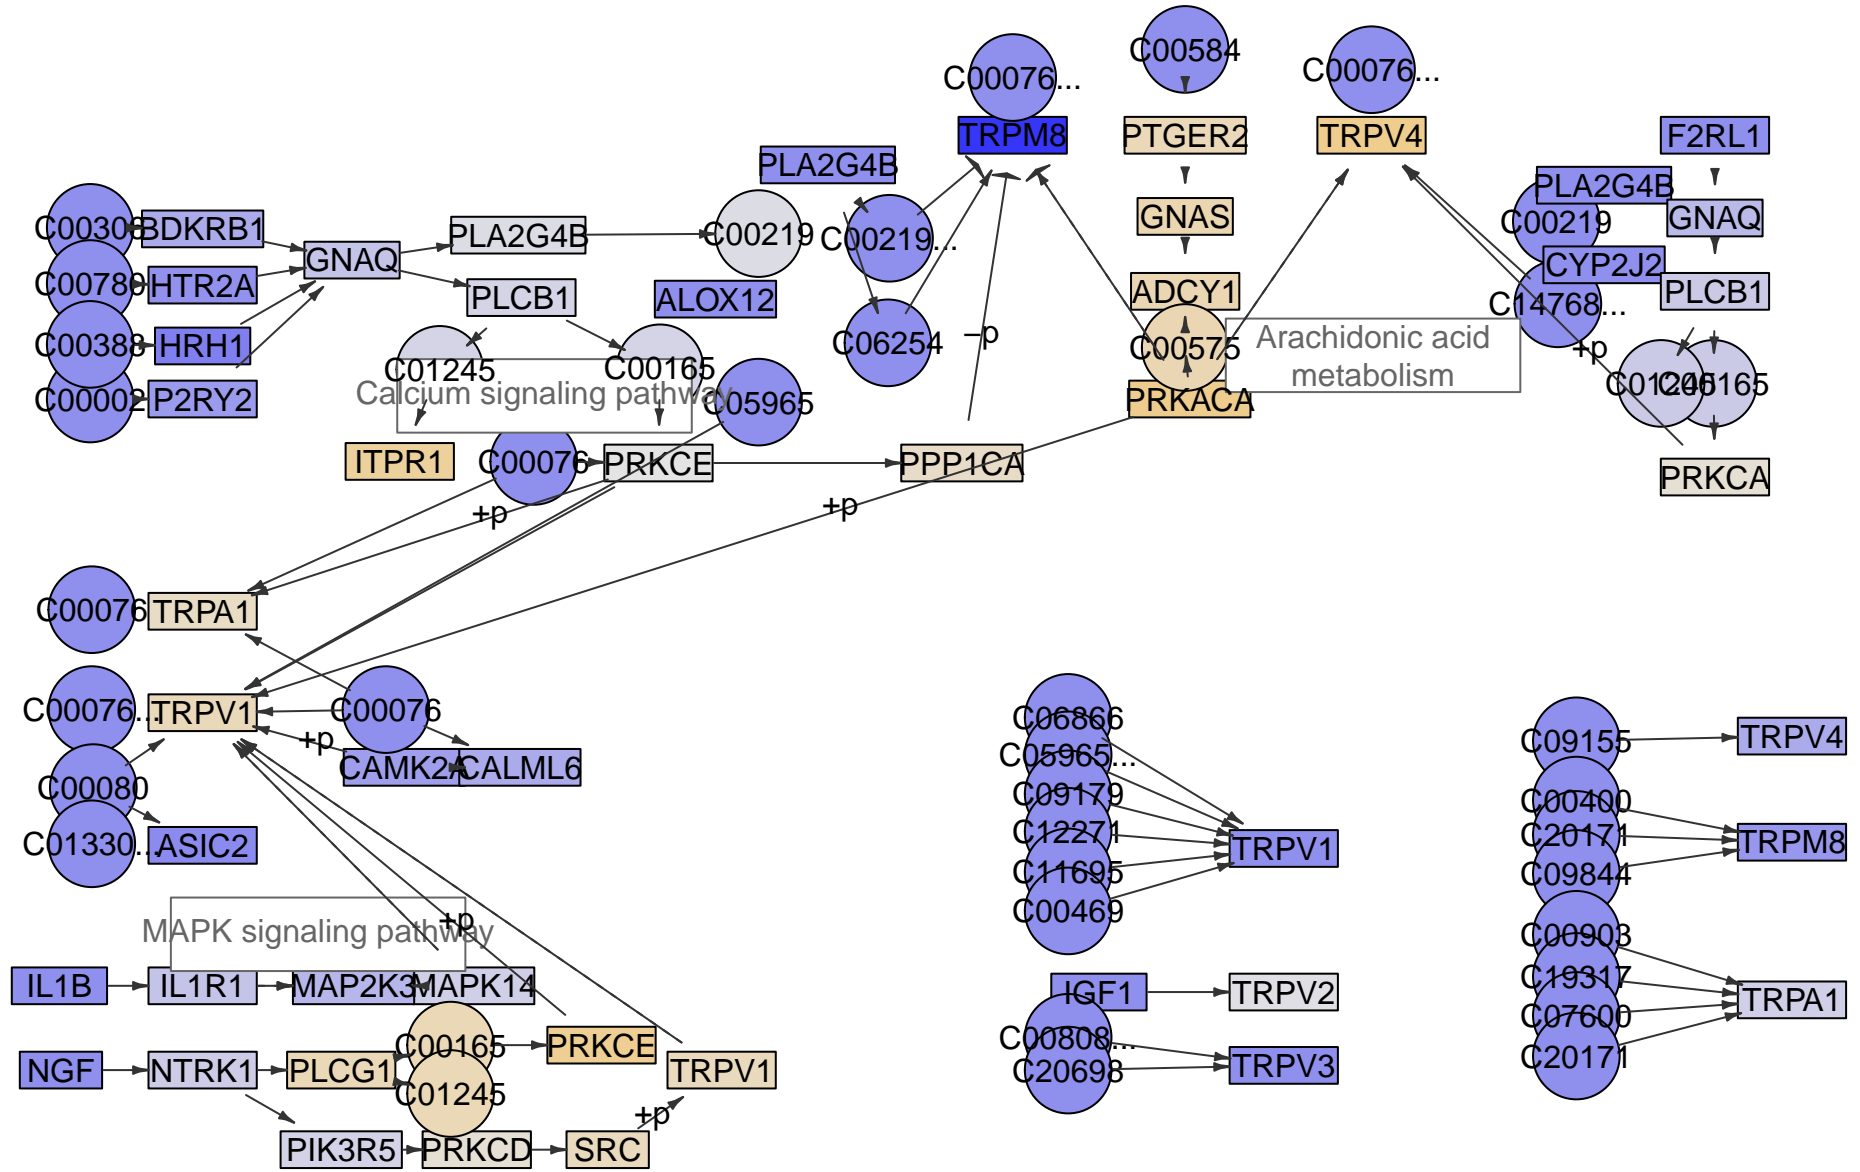 C00584
C00076...
C00076...
TRPM8
PTGER2
TRPV4
F2RL1
PLA2G4B
PLA2G4B
C00219
GNAS
GNAQ
BDKRB1
PLA2G4B
C00219
C00219...
GNAQ
CYP2J2
C00780
HTR2A
PLCB1
ALOX12
ADCY1
PLCB1
C14768...
C00388
HRH1
C06254
–p
C00575
Arachidonic acid
metabolism
+p
C01245
C00165
Calcium signaling pathway
C05965
C00002
P2RY2
PRKACA
C01245
C00165
ITPR1
C00076
PRKCE
PPP1CA
PRKCA
+p
+p
C00076
TRPA1
C00076...
TRPV1
C00076
+p
CAMK2A
CALML6
C00080
C01330...
ASIC2
C06866
C05965...
C09179
C12271
C11695
C00469
TRPV1
C09155
TRPV4
C00400
C20171
C09844
TRPM8
+p
MAPK signaling pathway
IL1B
IL1R1
MAP2K3
MAPK14
IGF1
TRPV2
C00903
C19317
C07600
C20171
TRPA1
NGF
NTRK1
PLCG1
C00165
C01245
PRKCE
TRPV1
C00808...
C20698
TRPV3
+p
PIK3R5
PRKCD
SRC